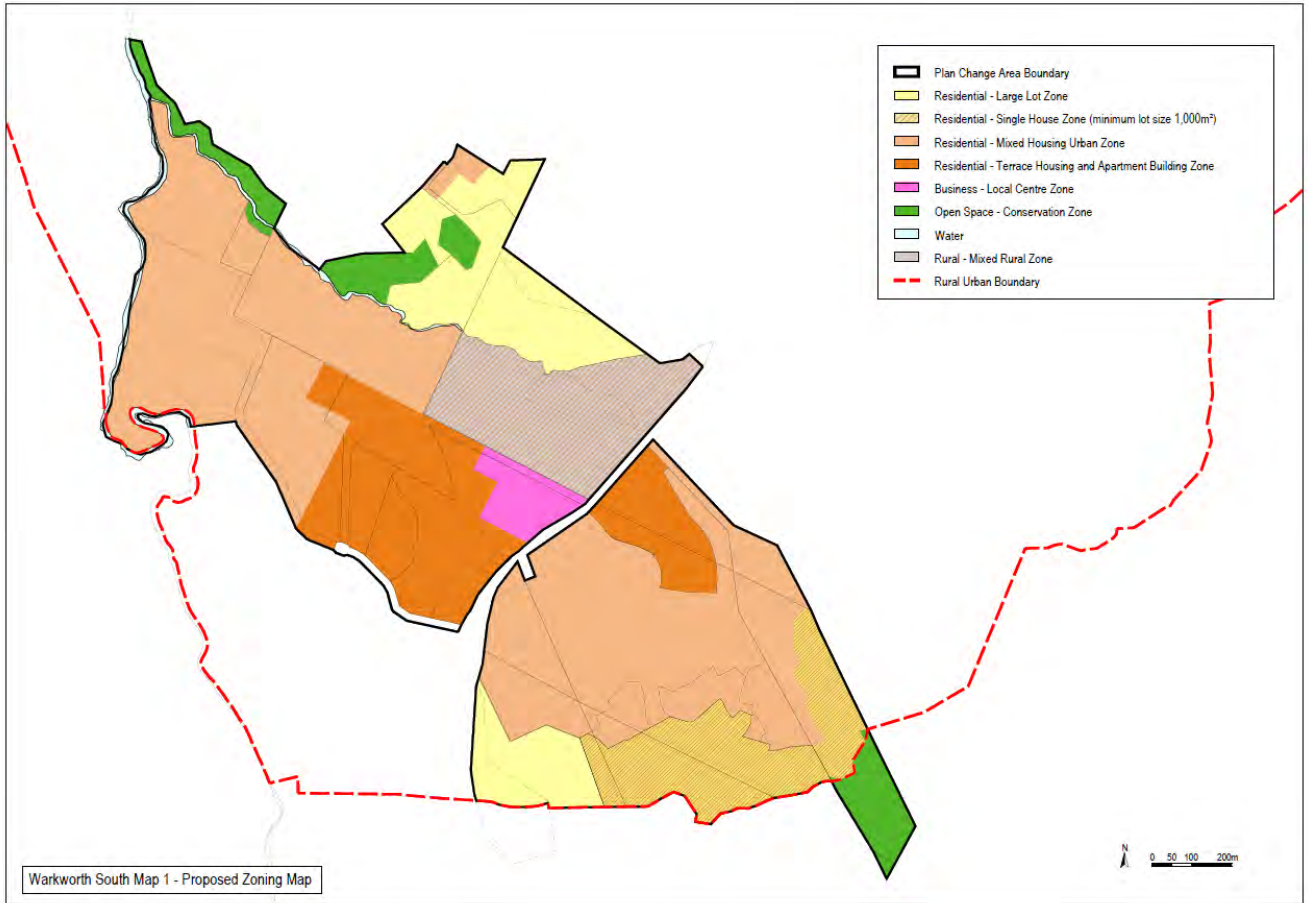 Plan Change Area Boundary
Residential - Large Lot Zone
Residential - Single House Zone (minimum lot size 1,000m²)
Residential - Mixed Housing Urban Zone
Residential - Terrace Housing and Apartment Building Zone
Business - Local Centre Zone
Open Space - Conservation Zone
Water
Rural - Mixed Rural Zone
Rural Urban Boundary
N
0 50 100 200m
Warkworth South Map 1 - Proposed Zoning Map